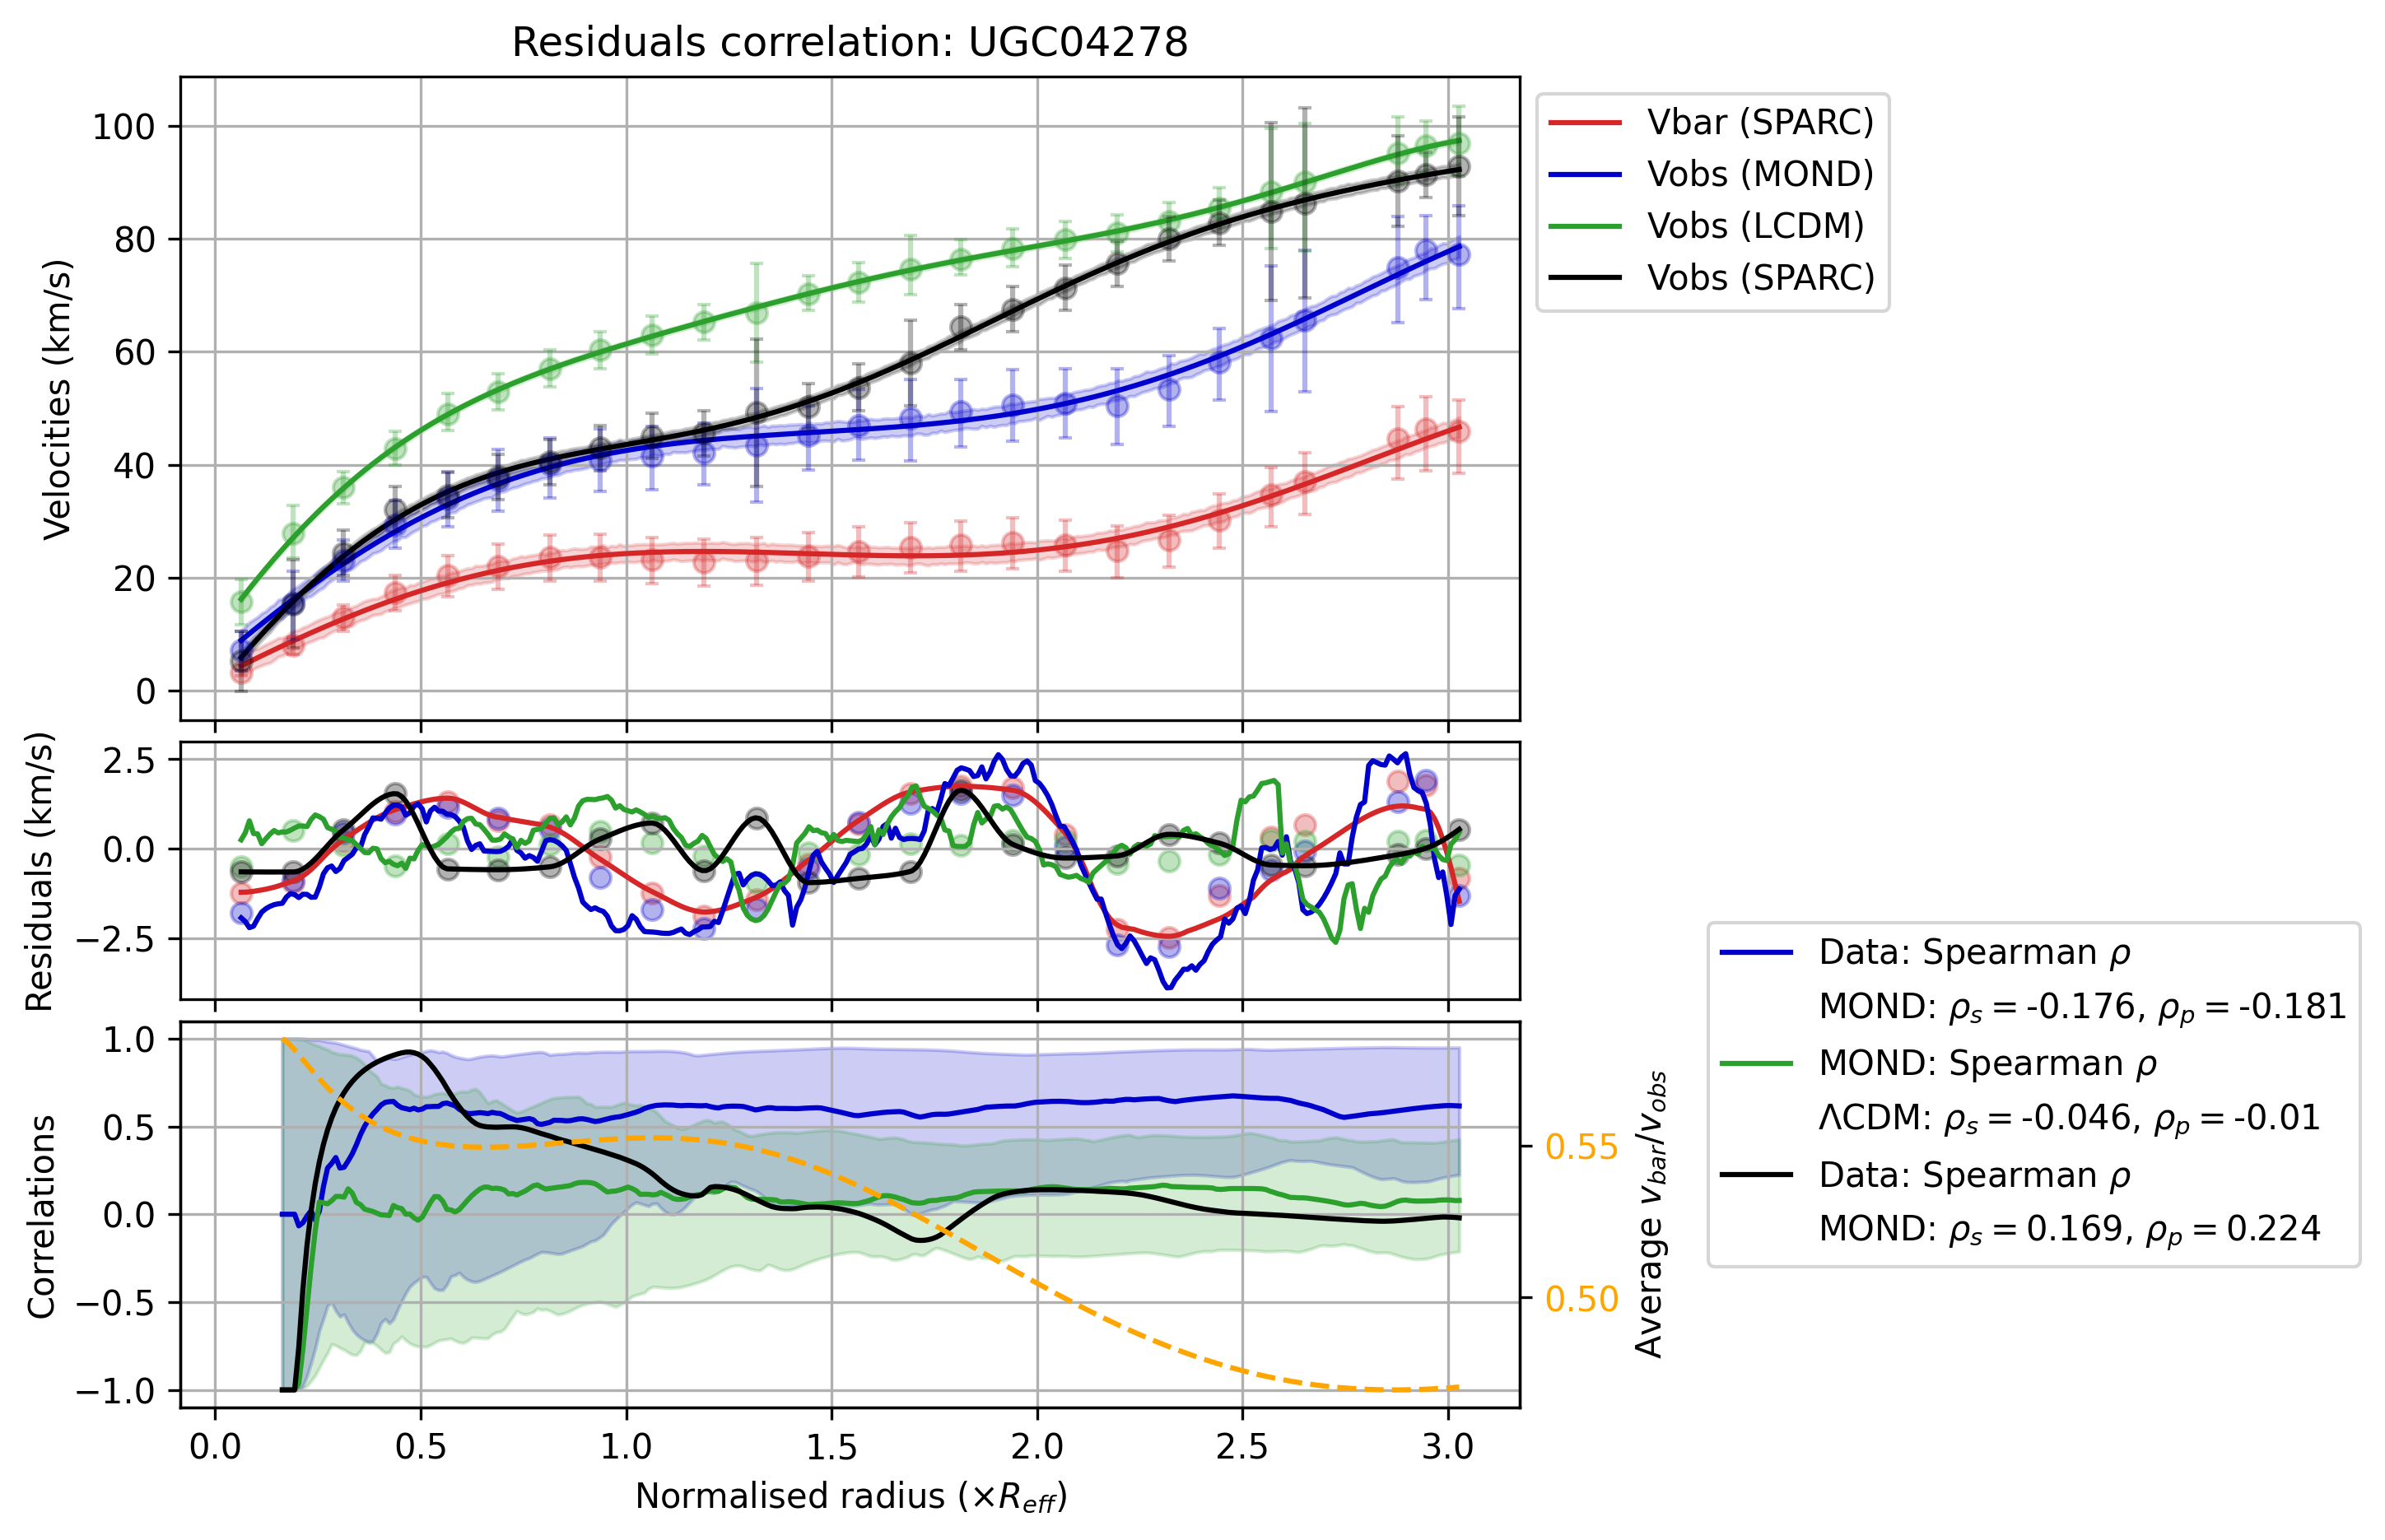 Residuals correlation: UGC04278
Velocities (km/s)
100
80
60
40
20
0
Vbar (SPARC)
Vobs (MOND)
Vobs (LCDM)
Vobs (SPARC)
Residuals (km/s)
2.5
0.0
−2.5
Correlations
1.0
0.5
0.0
−0.5
−1.0
0.55
0.50
Average v_bar/v_obs
Data: Spearman ρ
MOND: ρ_s = -0.176, ρ_p = -0.181
MOND: Spearman ρ
ΛCDM: ρ_s = -0.046, ρ_p = -0.01
Data: Spearman ρ
MOND: ρ_s = 0.169, ρ_p = 0.224
0.0 0.5 1.0 1.5 2.0 2.5 3.0
Normalised radius (×R_eff)